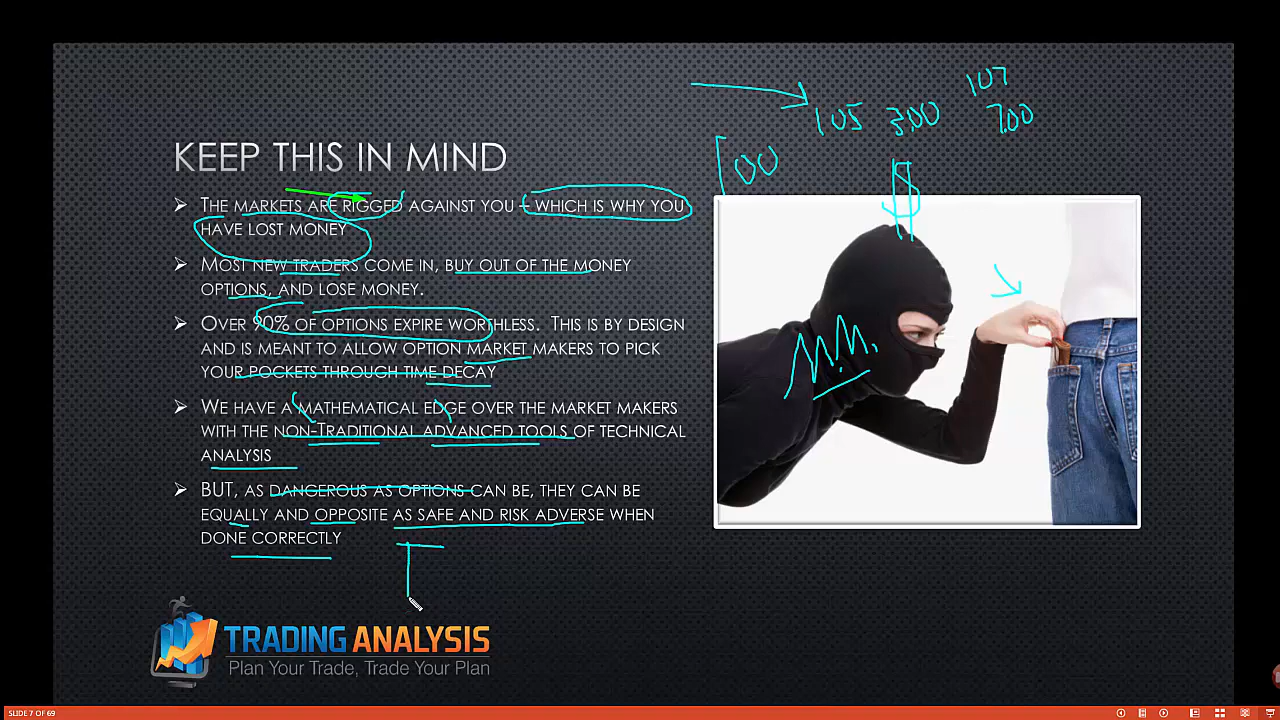 107
105 3.00 7.00
100
KEEP THIS IN MIND
THE MARKETS ARE RIGGED AGAINST YOU – WHICH IS WHY YOU
HAVE LOST MONEY
MOST NEW TRADERS COME IN, BUY OUT OF THE MONEY
OPTIONS, AND LOSE MONEY.
OVER 90% OF OPTIONS EXPIRE WORTHLESS. THIS IS BY DESIGN
AND IS MEANT TO ALLOW OPTION MARKET MAKERS TO PICK
YOUR POCKETS THROUGH TIME DECAY
WE HAVE A MATHEMATICAL EDGE OVER THE MARKET MAKERS
WITH THE NON-TRADITIONAL ADVANCED TOOLS OF TECHNICAL
ANALYSIS
BUT, AS DANGEROUS AS OPTIONS CAN BE, THEY CAN BE
EQUALLY AND OPPOSITE AS SAFE AND RISK ADVERSE WHEN
DONE CORRECTLY
M.M.
TRADING ANALYSIS
Plan Your Trade, Trade Your Plan
SLIDE 7 OF 69